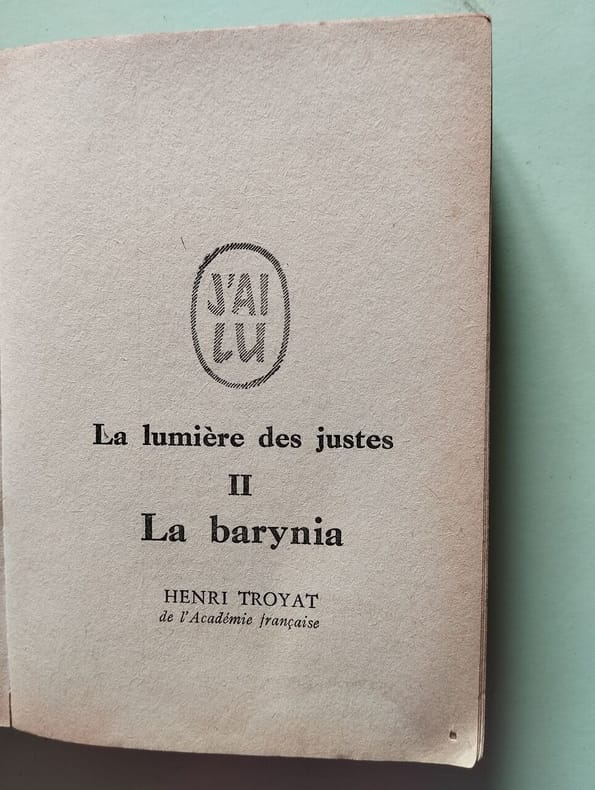 J'AI
LU
La lumière des justes
II
La barynia
HENRI TROYAT
de l'Académie française